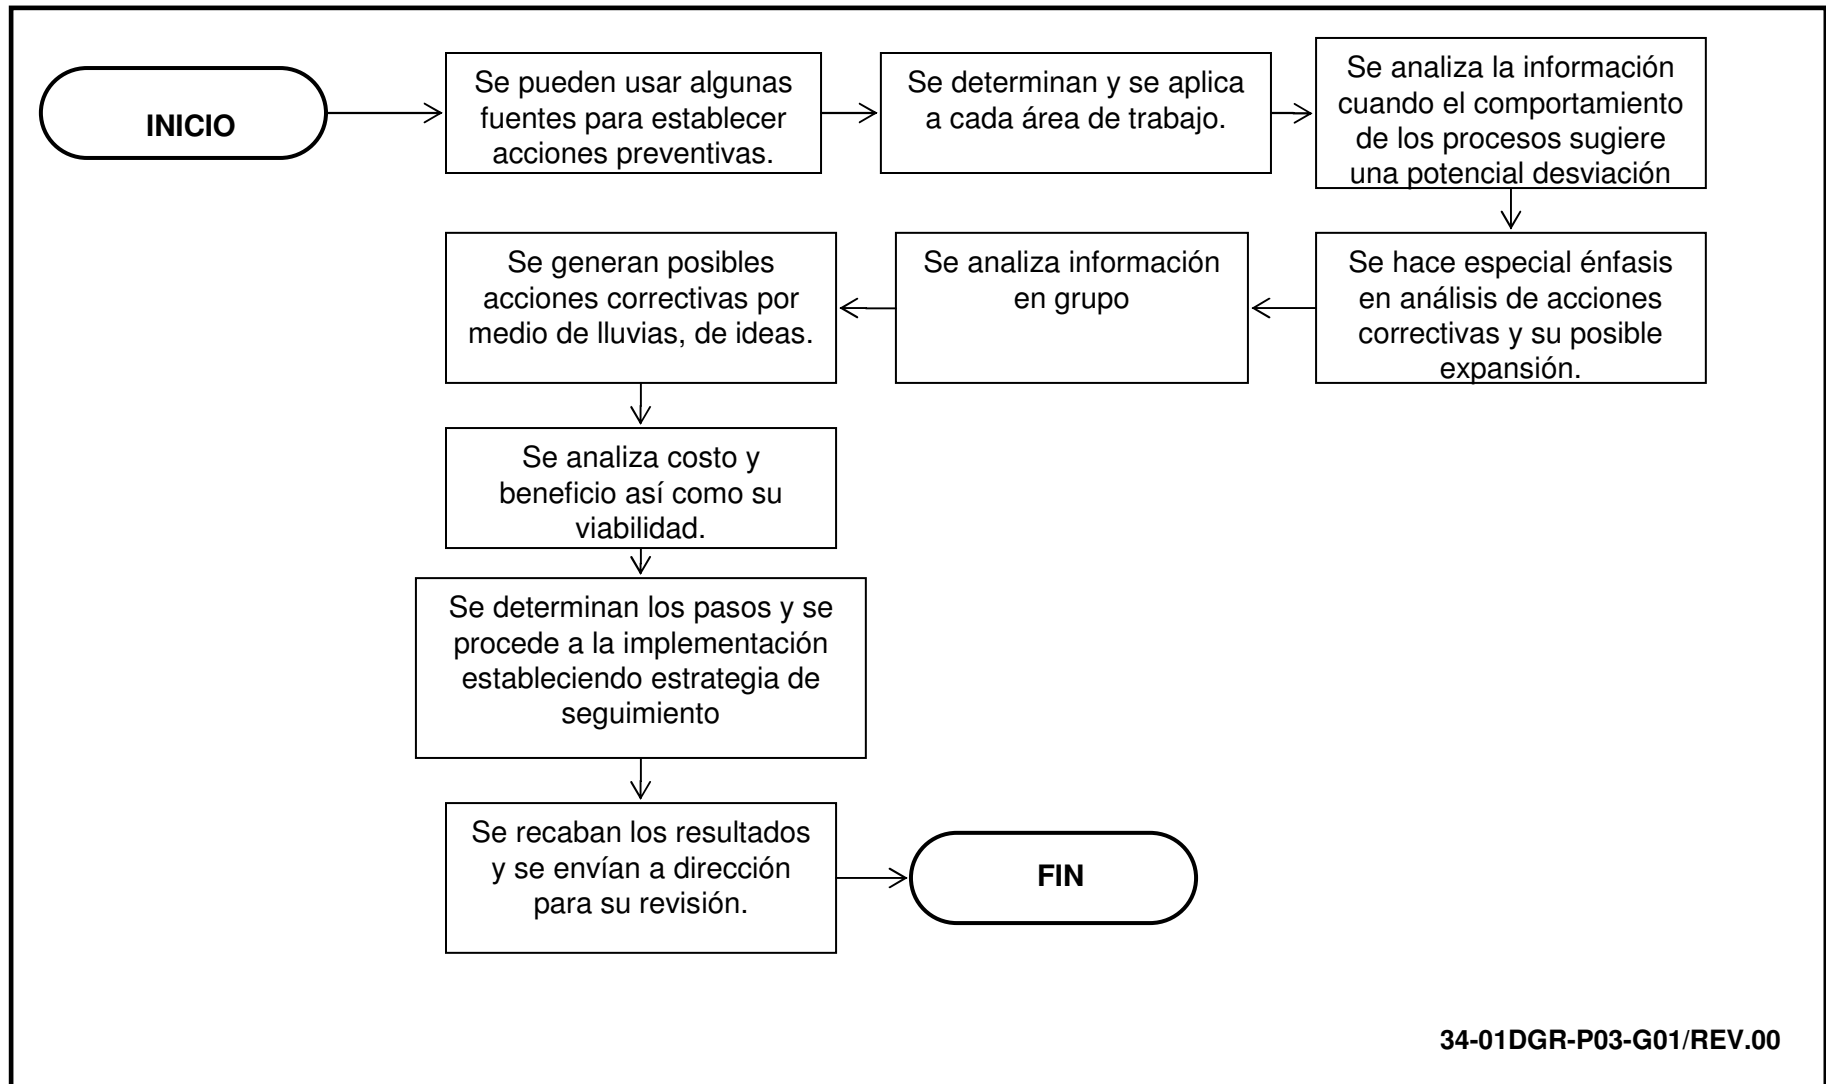 INICIO
Se pueden usar algunas
fuentes para establecer
acciones preventivas.
Se determinan y se aplica
a cada área de trabajo.
Se analiza la información
cuando el comportamiento
de los procesos sugiere
una potencial desviación
Se hace especial énfasis
en análisis de acciones
correctivas y su posible
expansión.
Se analiza información
en grupo
Se generan posibles
acciones correctivas por
medio de lluvias, de ideas.
Se analiza costo y
beneficio así como su
viabilidad.
Se determinan los pasos y se
procede a la implementación
estableciendo estrategia de
seguimiento
Se recaban los resultados
y se envían a dirección
para su revisión.
FIN
34-01DGR-P03-G01/REV.00